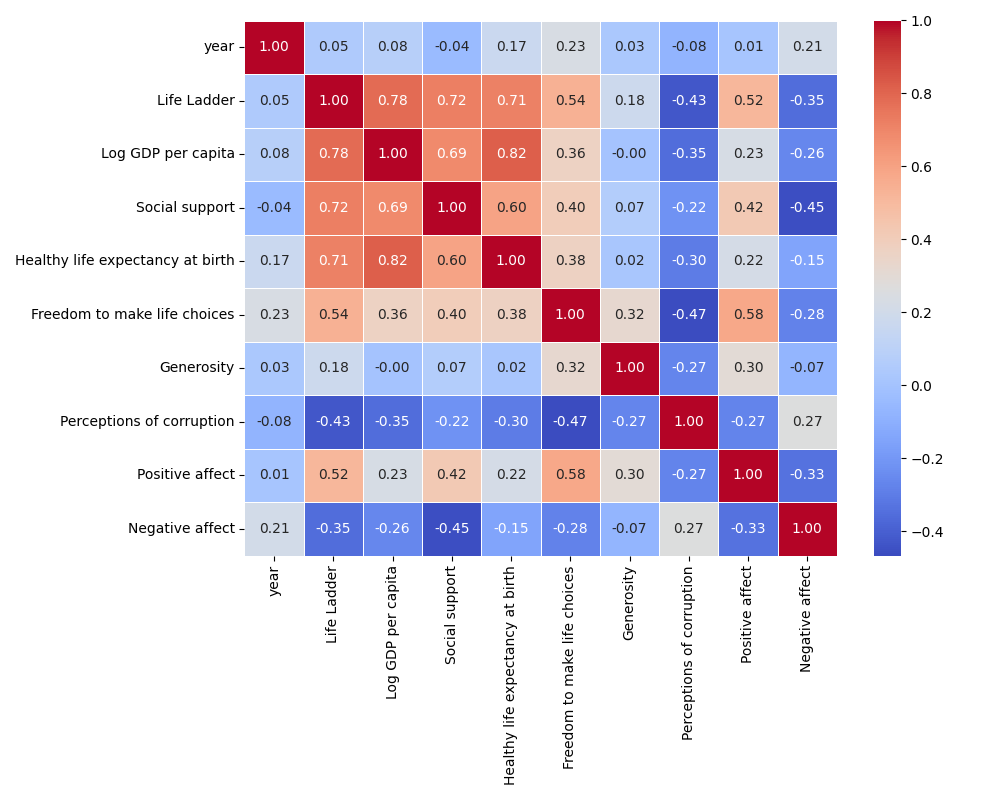 year 1.00 0.05 0.08 -0.04 0.17 0.23 0.03 -0.08 0.01 0.21
Life Ladder 0.05 1.00 0.78 0.72 0.71 0.54 0.18 -0.43 0.52 -0.35
Log GDP per capita 0.08 0.78 1.00 0.69 0.82 0.36 -0.00 -0.35 0.23 -0.26
Social support -0.04 0.72 0.69 1.00 0.60 0.40 0.07 -0.22 0.42 -0.45
Healthy life expectancy at birth 0.17 0.71 0.82 0.60 1.00 0.38 0.02 -0.30 0.22 -0.15
Freedom to make life choices 0.23 0.54 0.36 0.40 0.38 1.00 0.32 -0.47 0.58 -0.28
Generosity 0.03 0.18 -0.00 0.07 0.02 0.32 1.00 -0.27 0.30 -0.07
Perceptions of corruption -0.08 -0.43 -0.35 -0.22 -0.30 -0.47 -0.27 1.00 -0.27 0.27
Positive affect 0.01 0.52 0.23 0.42 0.22 0.58 0.30 -0.27 1.00 -0.33
Negative affect 0.21 -0.35 -0.26 -0.45 -0.15 -0.28 -0.07 0.27 -0.33 1.00
year
Life Ladder
Log GDP per capita
Social support
Healthy life expectancy at birth
Freedom to make life choices
Generosity
Perceptions of corruption
Positive affect
Negative affect
1.0
0.8
0.6
0.4
0.2
0.0
−0.2
−0.4